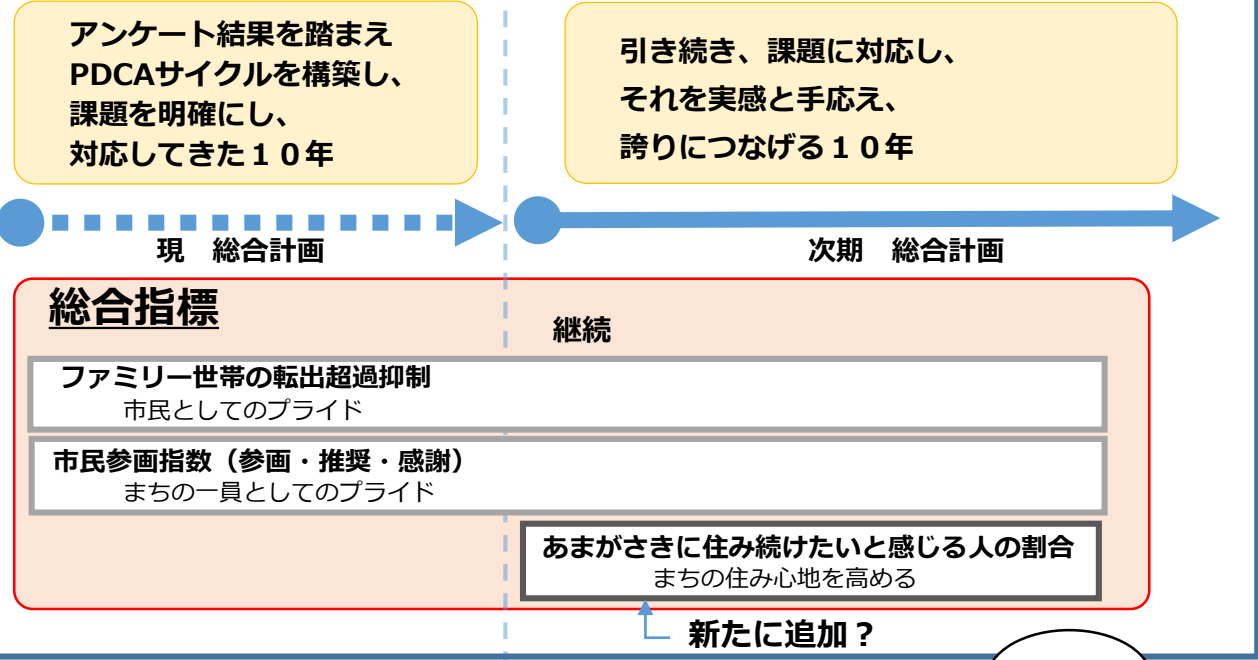 アンケート結果を踏まえ
PDCAサイクルを構築し、
課題を明確にし、
対応してきた１０年
引き続き、課題に対応し、
それを実感と手応え、
誇りにつなげる１０年
現　総合計画
次期　総合計画
総合指標
継続
ファミリー世帯の転出超過抑制
市民としてのプライド
市民参画指数（参画・推奨・感謝）
まちの一員としてのプライド
あまがさきに住み続けたいと感じる人の割合
まちの住み心地を高める
新たに追加？